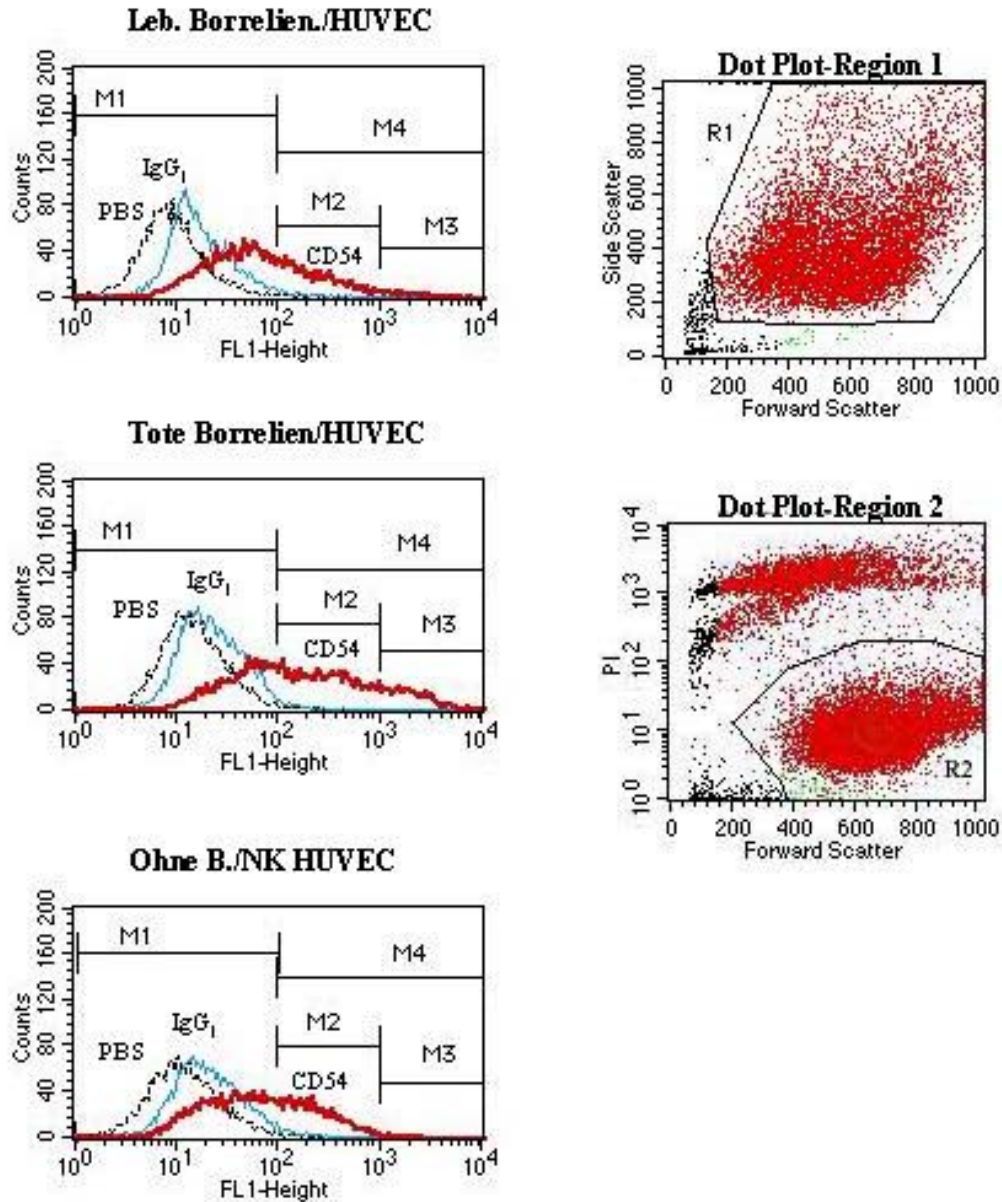 Leb. Borrelien./HUVEC
200
160
120
80
40
0
Counts
M1
M4
IgG1
PBS
M2
M3
CD54
10^0 10^1 10^2 10^3 10^4
FL1-Height
Dot Plot-Region 1
1000
800
600
400
200
0
Side Scatter
R1
0 200 400 600 800 1000
Forward Scatter
Tote Borrelien/HUVEC
200
160
120
80
40
0
Counts
M1
M4
IgG1
PBS
M2
M3
CD54
10^0 10^1 10^2 10^3 10^4
FL1-Height
Dot Plot-Region 2
10^4
10^3
10^2
10^1
10^0
PI
R2
0 200 400 600 800 1000
Forward Scatter
Ohne B./NK HUVEC
200
160
120
80
40
0
Counts
M1
M4
IgG1
PBS
M2
M3
CD54
10^0 10^1 10^2 10^3 10^4
FL1-Height